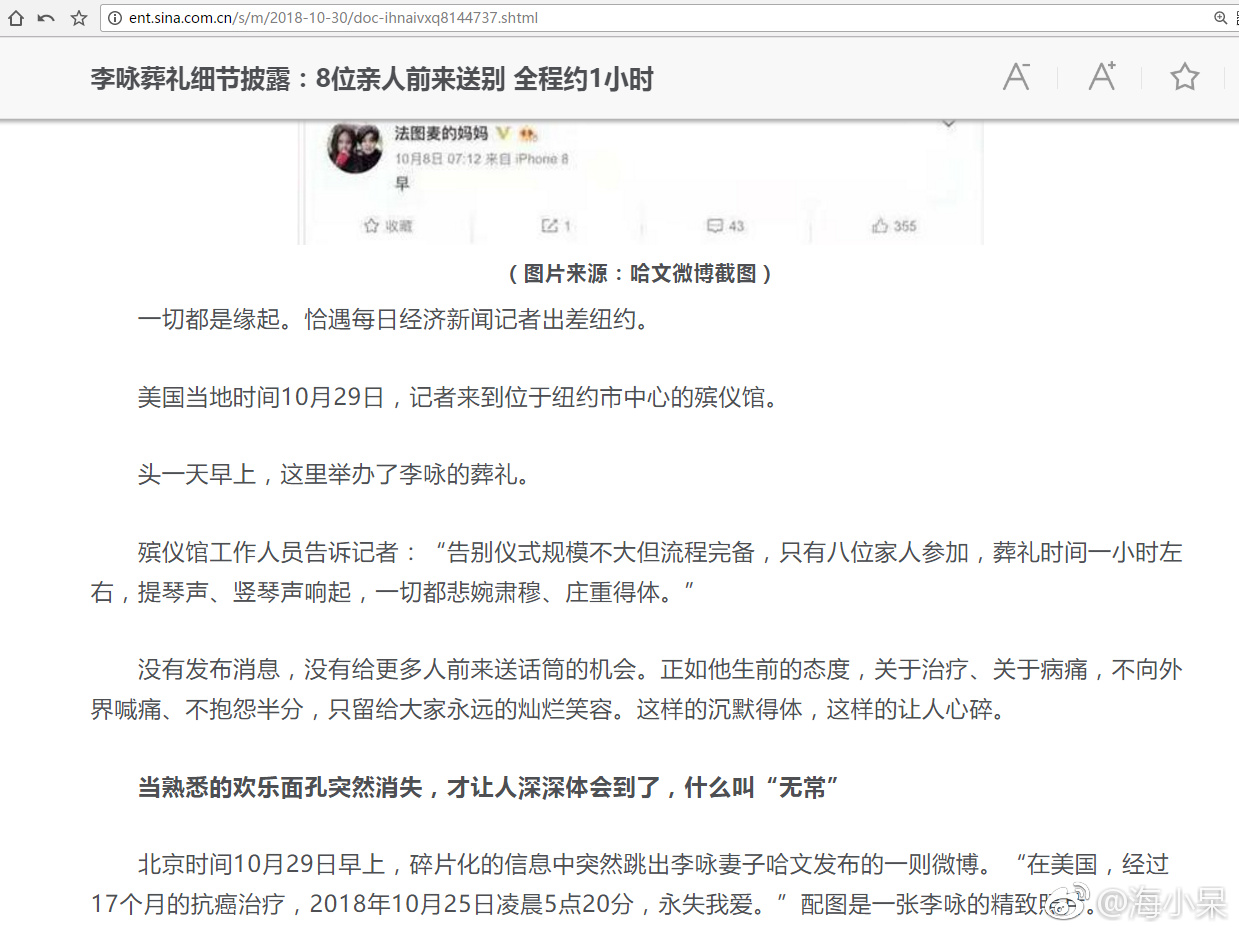 ent.sina.com.cn/s/m/2018-10-30/doc-ihnaivxq8144737.shtml
李咏葬礼细节披露：8位亲人前来送别 全程约1小时
A-
A+
法图麦的妈妈
10月8日 07:12 来自 iPhone 8
早
收藏 1 43 355
（图片来源：哈文微博截图）
一切都是缘起。恰遇每日经济新闻记者出差纽约。
美国当地时间10月29日，记者来到位于纽约市中心的殡仪馆。
头一天早上，这里举办了李咏的葬礼。
殡仪馆工作人员告诉记者：“告别仪式规模不大但流程完备，只有八位家人参加，葬礼时间一小时左
右，提琴声、竖琴声响起，一切都悲婉肃穆、庄重得体。”
没有发布消息，没有给更多人前来送话筒的机会。正如他生前的态度，关于治疗、关于病痛，不向外
界喊痛、不抱怨半分，只留给大家永远的灿烂笑容。这样的沉默得体，这样的让人心碎。
当熟悉的欢乐面孔突然消失，才让人深深体会到了，什么叫“无常”
北京时间10月29日早上，碎片化的信息中突然跳出李咏妻子哈文发布的一则微博。“在美国，经过
17个月的抗癌治疗，2018年10月25日凌晨5点20分，永失我爱。”配图是一张李咏的精致照片。
@海小呆